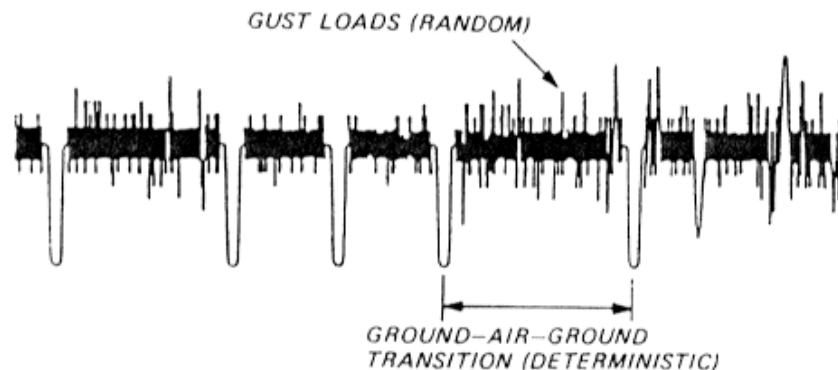 GUST LOADS (RANDOM)
GROUND–AIR–GROUND
TRANSITION (DETERMINISTIC)